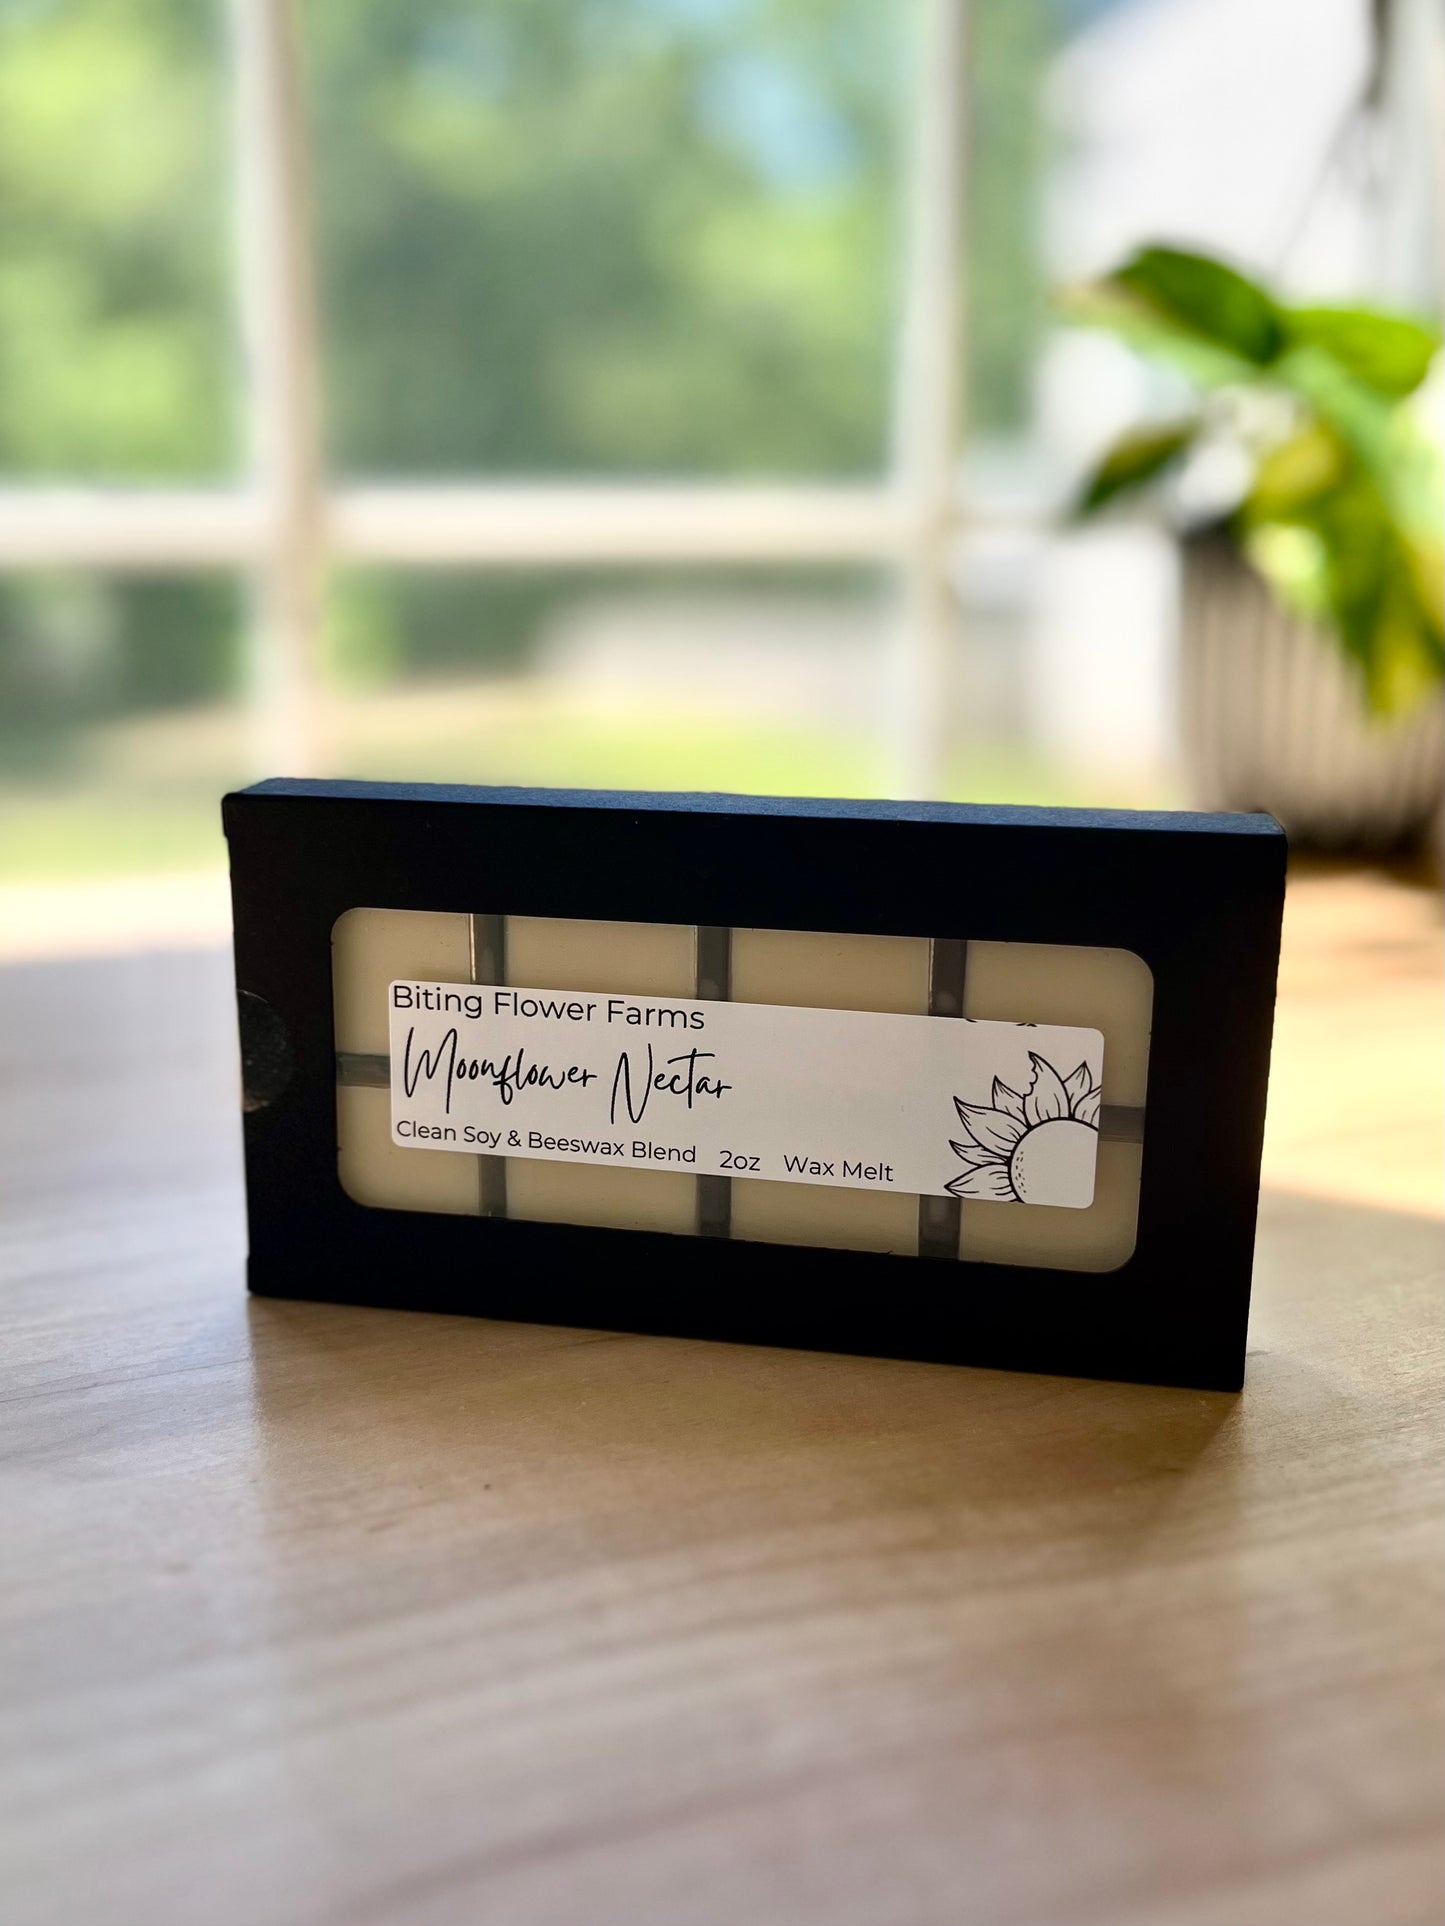 Biting Flower Farms
Moonflower Nectar
Clean Soy & Beeswax Blend 2oz Wax Melt